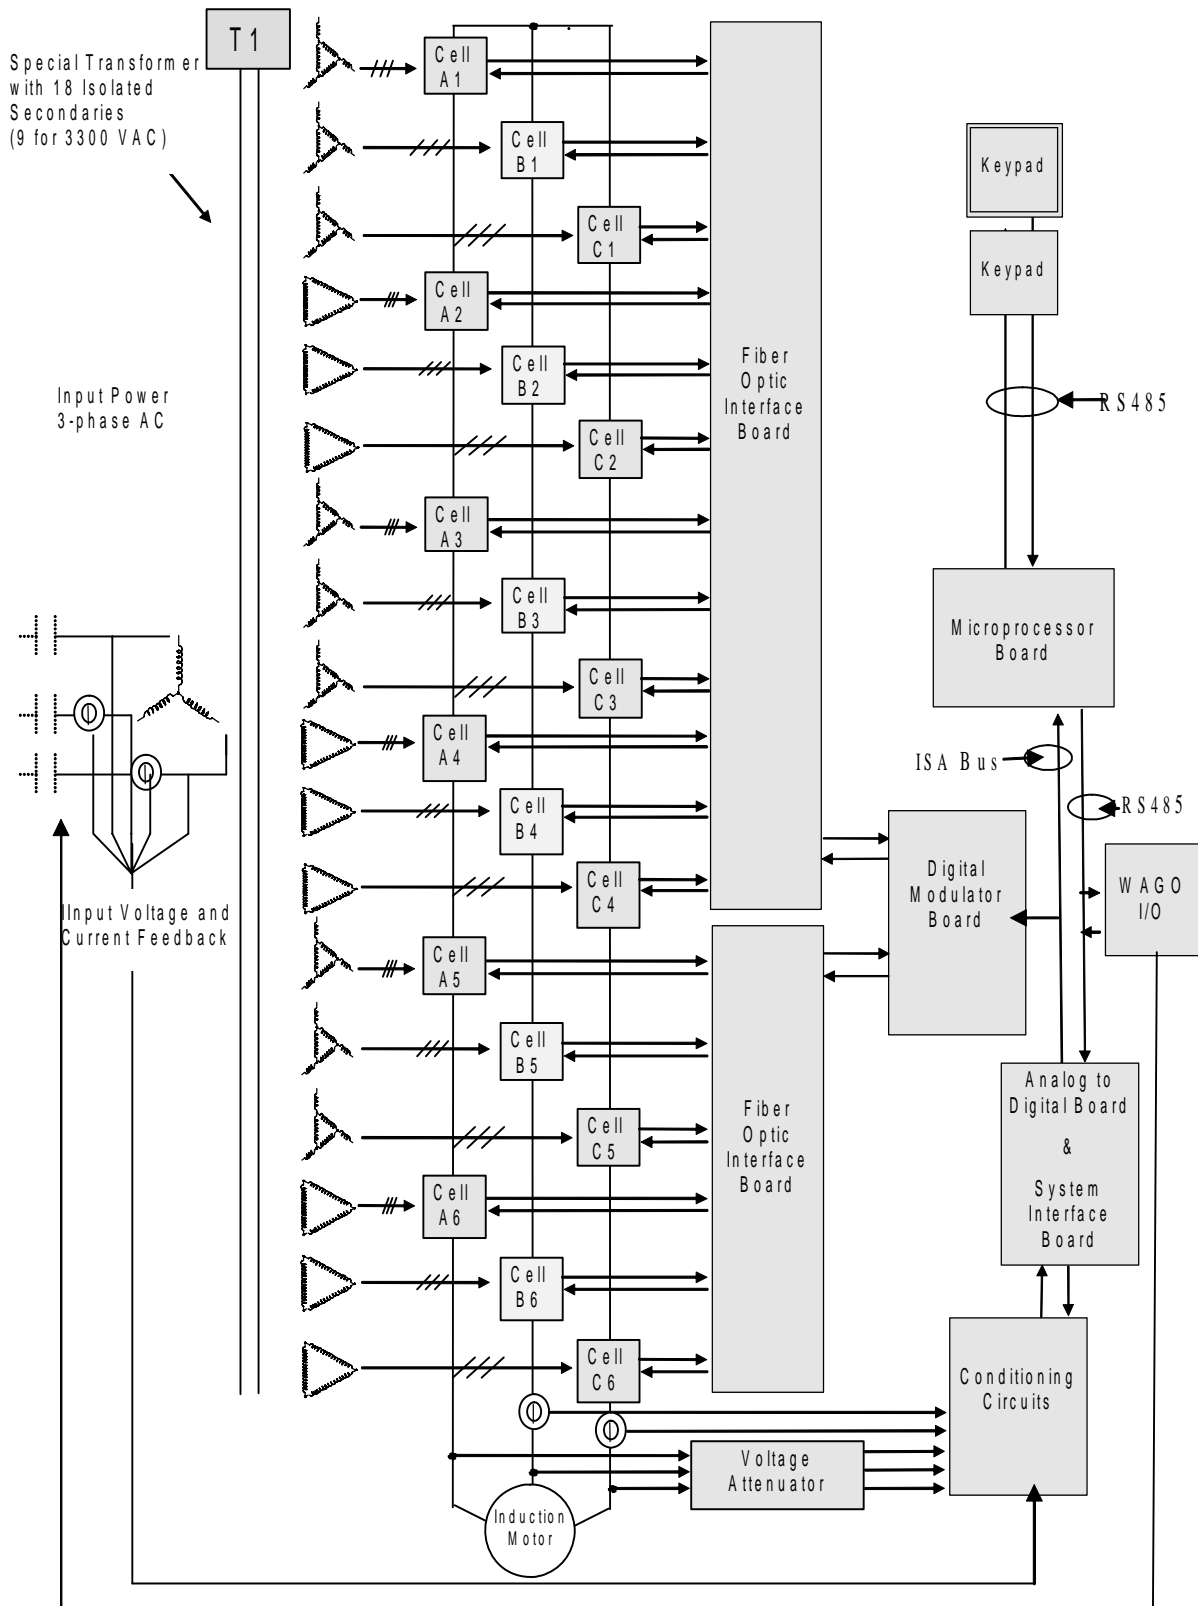 T1
Special Transformer
with 18 Isolated
Secondaries
(9 for 3300 VAC)
Input Power
3-phase AC
IInput Voltage and
Current Feedback
Cell
A1
Cell
B1
Cell
C1
Cell
A2
Cell
B2
Cell
C2
Cell
A3
Cell
B3
Cell
C3
Cell
A4
Cell
B4
Cell
C4
Cell
A5
Cell
B5
Cell
C5
Cell
A6
Cell
B6
Cell
C6
Fiber
Optic
Interface
Board
Fiber
Optic
Interface
Board
Keypad
Keypad
RS485
Microprocessor
Board
ISA Bus
RS485
Digital
Modulator
Board
WAGO
I/O
Analog to
Digital Board
&
System
Interface
Board
Conditioning
Circuits
Voltage
Attenuator
Induction
Motor